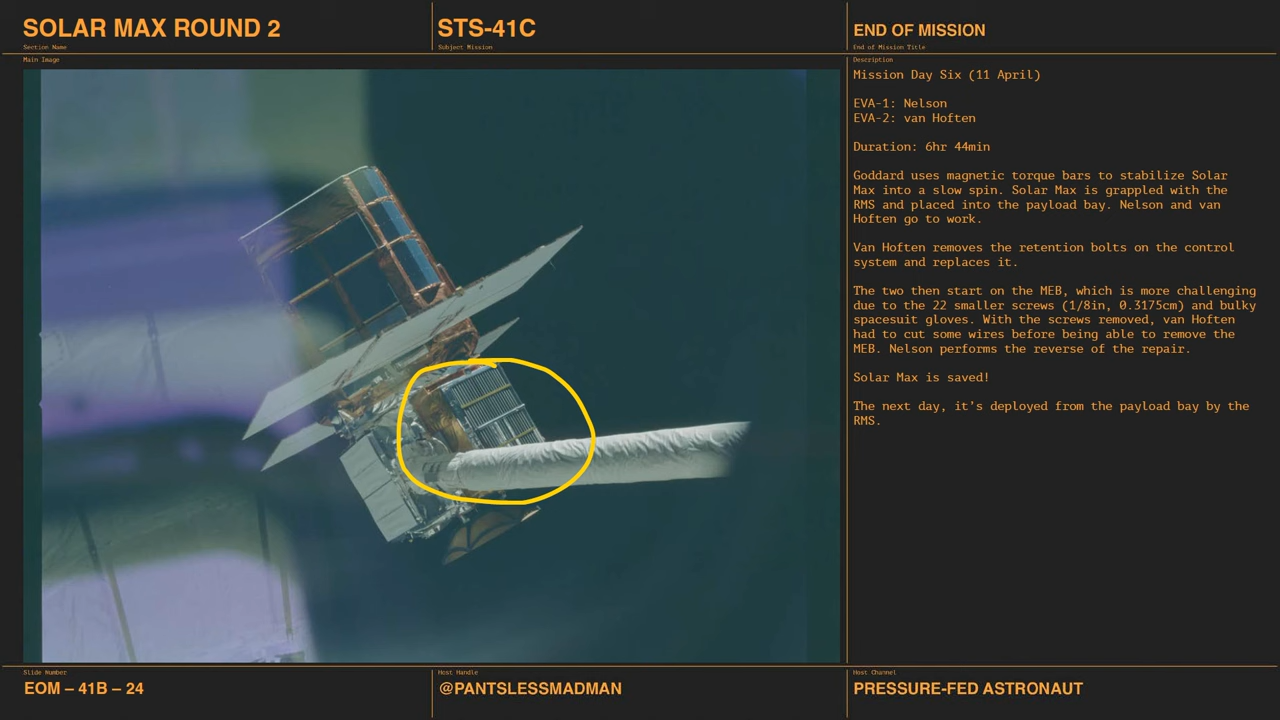 SOLAR MAX ROUND 2
Section Name
STS-41C
Subject Mission
END OF MISSION
End of Mission Title
Main Image
Description
Mission Day Six (11 April)
EVA-1: Nelson
EVA-2: van Hoften
Duration: 6hr 44min
Goddard uses magnetic torque bars to stabilize Solar
Max into a slow spin. Solar Max is grappled with the
RMS and placed into the payload bay. Nelson and van
Hoften go to work.
Van Hoften removes the retention bolts on the control
system and replaces it.
The two then start on the MEB, which is more challenging
due to the 22 smaller screws (1/8in, 0.3175cm) and bulky
spacesuit gloves. With the screws removed, van Hoften
had to cut some wires before being able to remove the
MEB. Nelson performs the reverse of the repair.
Solar Max is saved!
The next day, it's deployed from the payload bay by the
RMS.
Slide Number
EOM – 41B – 24
Host Handle
@PANTSLESSMADMAN
Host Channel
PRESSURE-FED ASTRONAUT